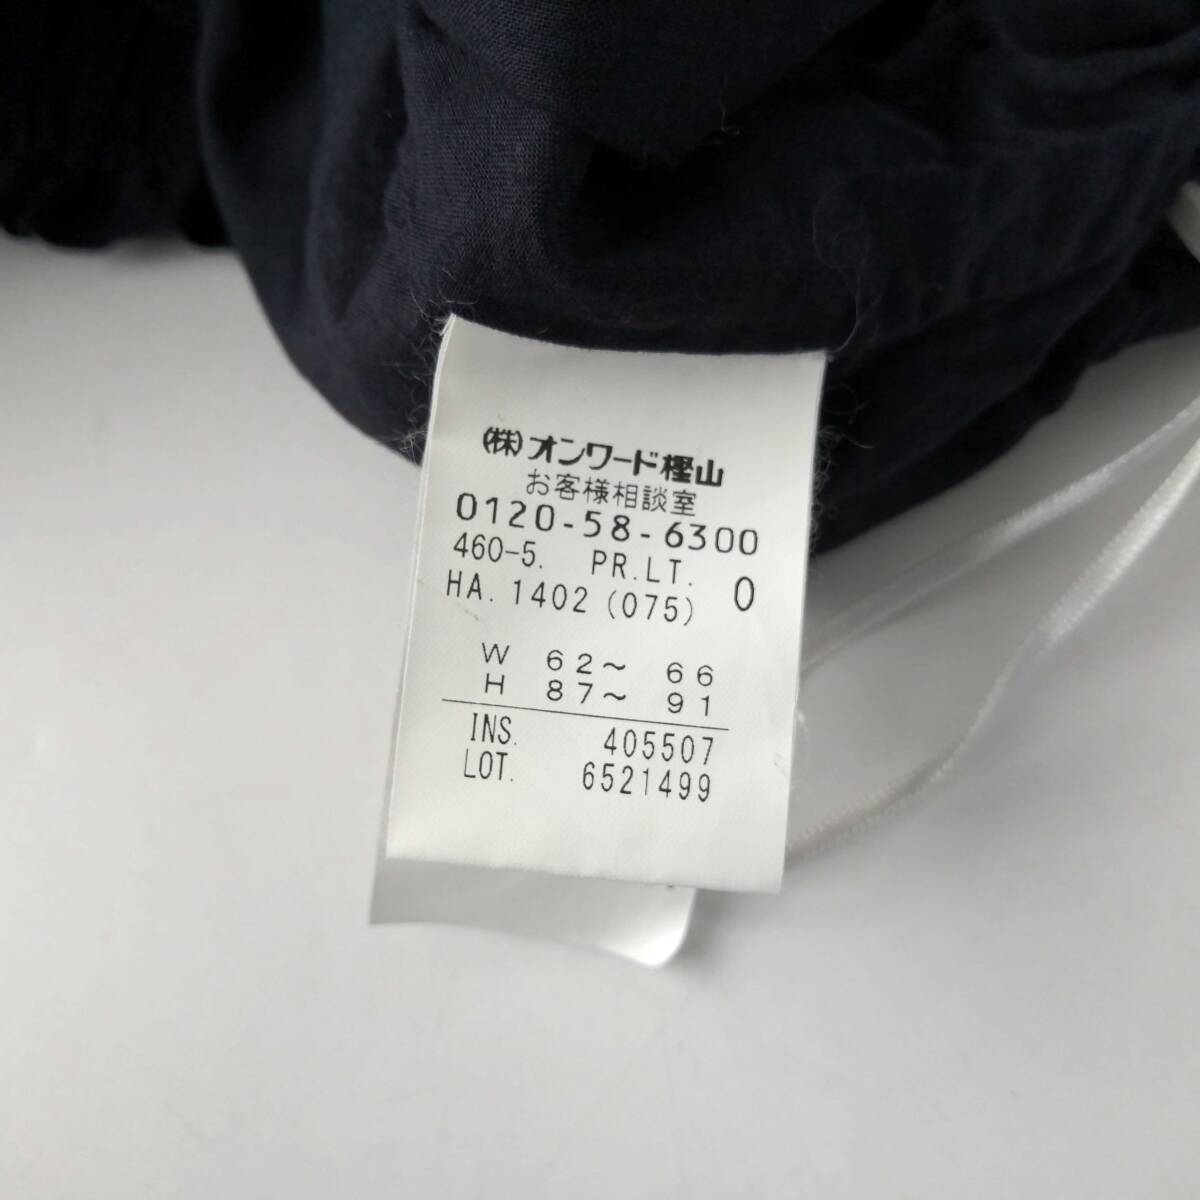 (株)オンワード樫山
お客様相談室
0120-58-6300
460-5. PR.LT. 0
HA. 1402 (075)
W 62～ 66
H 87～ 91
INS. 405507
LOT. 6521499